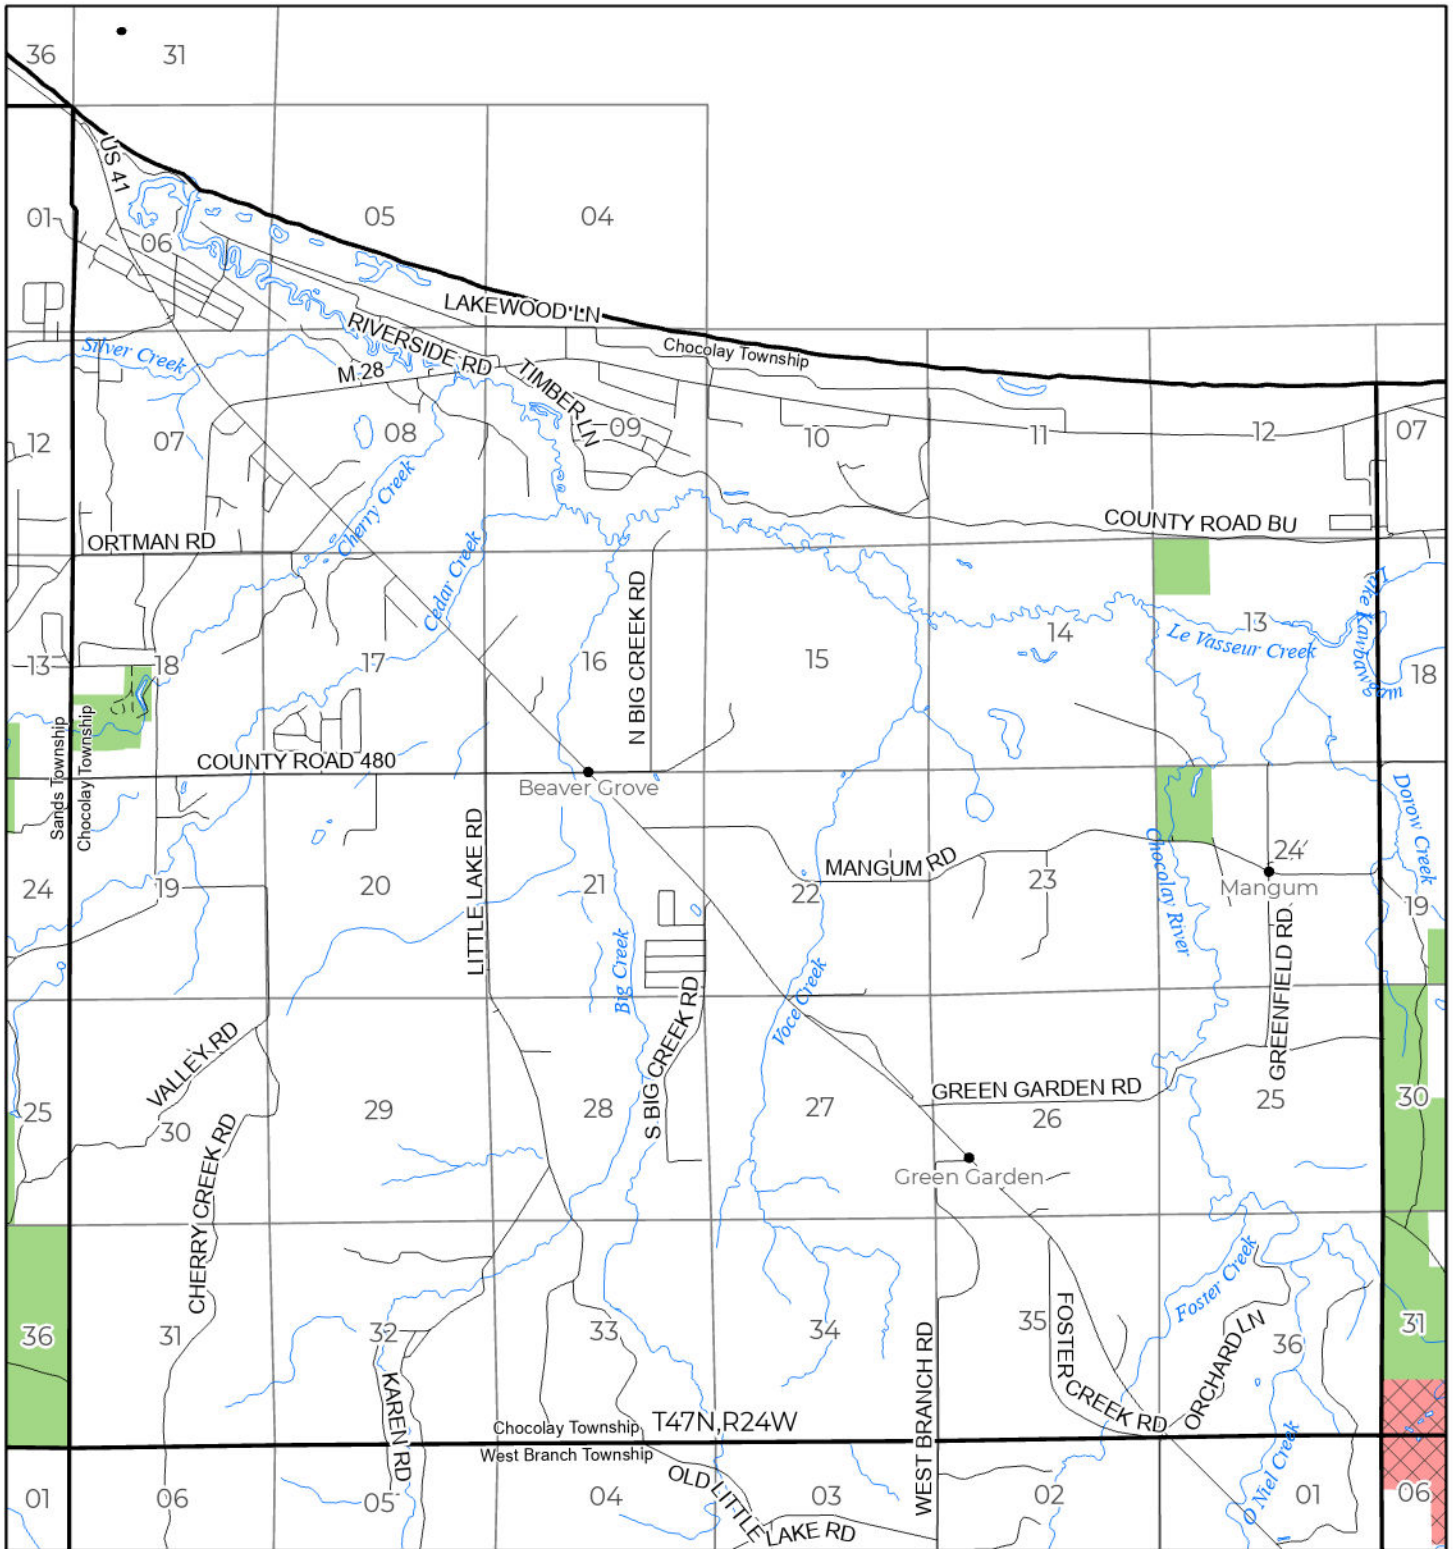 36
31
US 41
01
05
04
06
LAKEWOOD LN
RIVERSIDE RD
Silver Creek
Chocolay Township
M 28
TIMBER LN
12
07
08
09
10
11
12
07
Cherry Creek
COUNTY ROAD BU
ORTMAN RD
Cedar Creek
N BIG CREEK RD
Lake Kawbawgam
13
18
17
16
15
14
13
Le Vasseur Creek
18
Sands Township
Chocolay Township
COUNTY ROAD 480
Beaver Grove
Dorow Creek
LITTLE LAKE RD
MANGUM RD
Chocolay River
24
Mangum
24
19
20
21
22
23
19
Big Creek
GREENFIELD RD
Voce Creek
S BIG CREEK RD
VALLEY RD
GREEN GARDEN RD
25
30
29
28
27
26
25
30
CHERRY CREEK RD
Green Garden
Foster Creek
36
31
32
33
34
35
FOSTER CREEK RD
ORCHARD LN
36
31
KAREN RD
WEST BRANCH RD
Chocolay Township
T47N,R24W
West Branch Township
O Niel Creek
OLD LITTLE LAKE RD
01
06
05
04
03
02
01
06